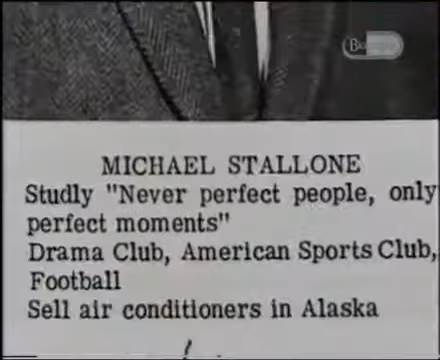 MICHAEL STALLONE
Studly "Never perfect people, only
perfect moments"
Drama Club, American Sports Club,
Football
Sell air conditioners in Alaska